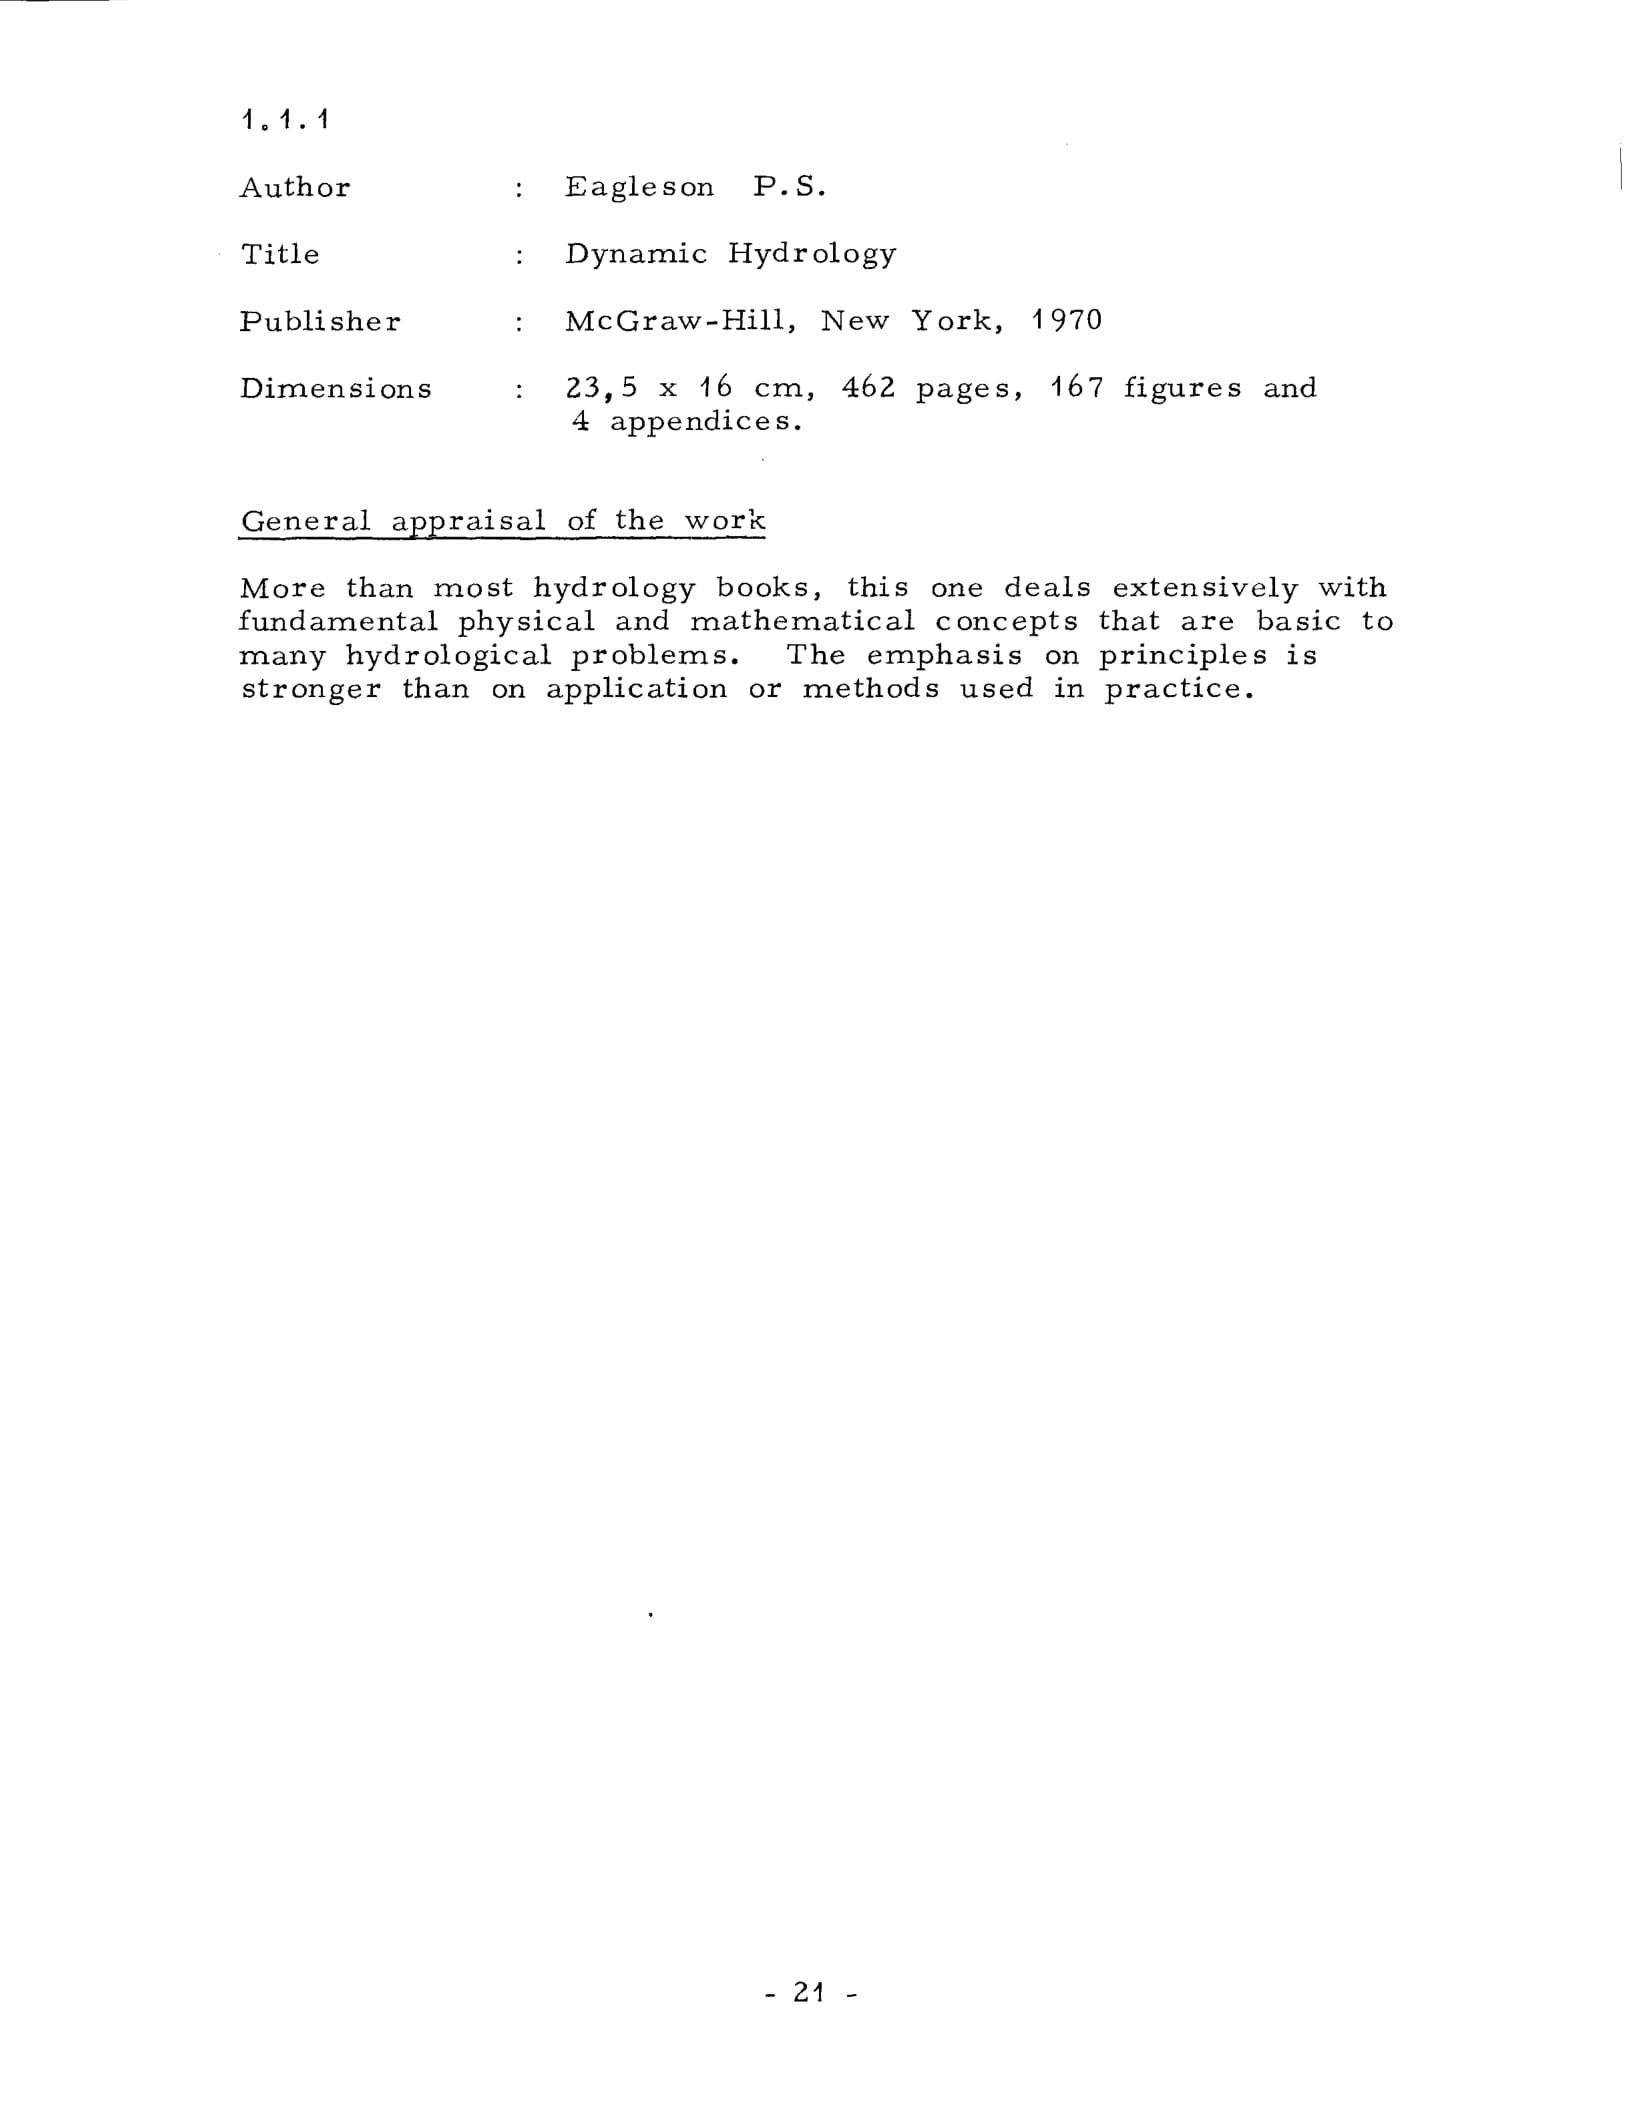 1.1.1
Author : Eagleson P.S.
Title : Dynamic Hydrology
Publisher : McGraw-Hill, New York, 1970
Dimensions : 23,5 x 16 cm, 462 pages, 167 figures and
4 appendices.
General appraisal of the work
More than most hydrology books, this one deals extensively with
fundamental physical and mathematical concepts that are basic to
many hydrological problems. The emphasis on principles is
stronger than on application or methods used in practice.
- 21 -